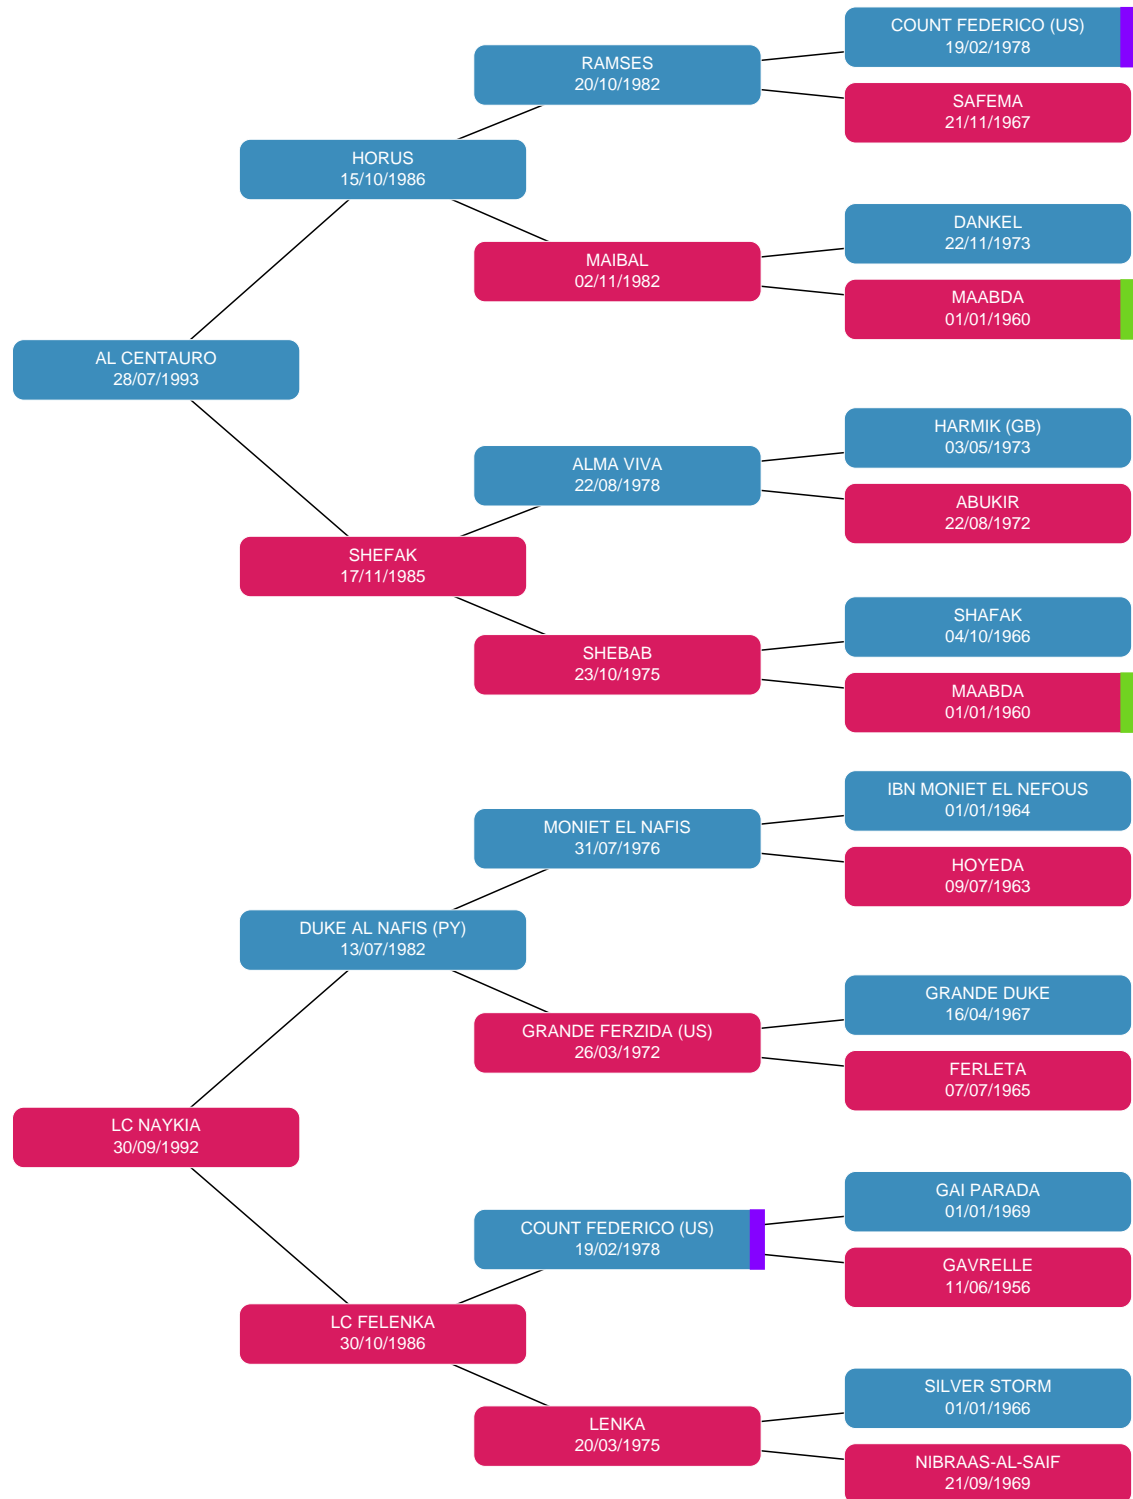 COUNT FEDERICO (US)
19/02/1978
RAMSES
20/10/1982
SAFEMA
21/11/1967
HORUS
15/10/1986
DANKEL
22/11/1973
MAIBAL
02/11/1982
MAABDA
01/01/1960
AL CENTAURO
28/07/1993
HARMIK (GB)
03/05/1973
ALMA VIVA
22/08/1978
ABUKIR
22/08/1972
SHEFAK
17/11/1985
SHAFAK
04/10/1966
SHEBAB
23/10/1975
MAABDA
01/01/1960
IBN MONIET EL NEFOUS
01/01/1964
MONIET EL NAFIS
31/07/1976
HOYEDA
09/07/1963
DUKE AL NAFIS (PY)
13/07/1982
GRANDE DUKE
16/04/1967
GRANDE FERZIDA (US)
26/03/1972
FERLETA
07/07/1965
LC NAYKIA
30/09/1992
GAI PARADA
01/01/1969
COUNT FEDERICO (US)
19/02/1978
GAVRELLE
11/06/1956
LC FELENKA
30/10/1986
SILVER STORM
01/01/1966
LENKA
20/03/1975
NIBRAAS-AL-SAIF
21/09/1969